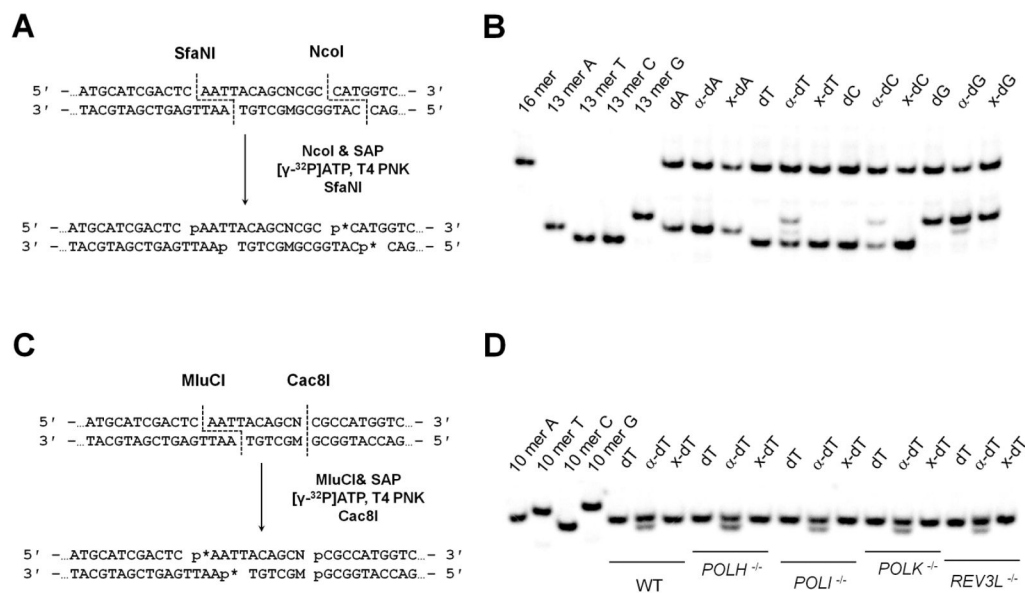 A
SfaNI NcoI
5' –…ATGCATCGACTC AATTACAGCNCGC CATGGTC…– 3'
3' –…TACGTAGCTGAGTTAA TGTCGMGCGGTAC CAG…– 5'
NcoI & SAP
[γ-³²P]ATP, T4 PNK
SfaNI
5' –…ATGCATCGACTC pAATTACAGCNCGC p*CATGGTC…– 3'
3' –…TACGTAGCTGAGTTAAp TGTCGMGCGGTACp* CAG…– 5'
B
16 mer 13 mer A 13 mer T 13 mer C 13 mer G dA α-dA x-dA dT α-dT x-dT dC α-dC x-dC dG α-dG x-dG
C
MluCI Cac8I
5' –…ATGCATCGACTC AATTACAGCN CGCCATGGTC…– 3'
3' –…TACGTAGCTGAGTTAA TGTCGM GCGGTACCAG…– 5'
MluCI& SAP
[γ-³²P]ATP, T4 PNK
Cac8I
5' –…ATGCATCGACTC p*AATTACAGCN pCGCCATGGTC…– 3'
3' –…TACGTAGCTGAGTTAAp* TGTCGM pGCGGTACCAG…– 5'
D
10 mer A 10 mer T 10 mer C 10 mer G dT α-dT x-dT dT α-dT x-dT dT α-dT x-dT dT α-dT x-dT dT α-dT x-dT
WT POLH -/- POLI -/- POLK -/- REV3L -/-